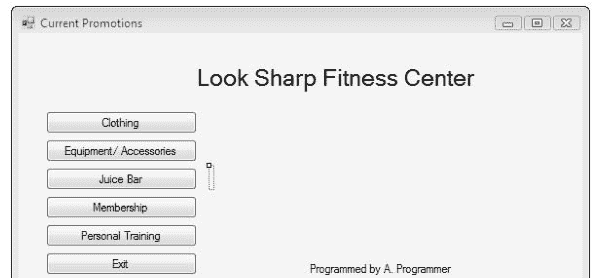 Current Promotions
Look Sharp Fitness Center
Clothing
Equipment/ Accessories
Juice Bar
Membership
Personal Training
Exit
Programmed by A. Programmer